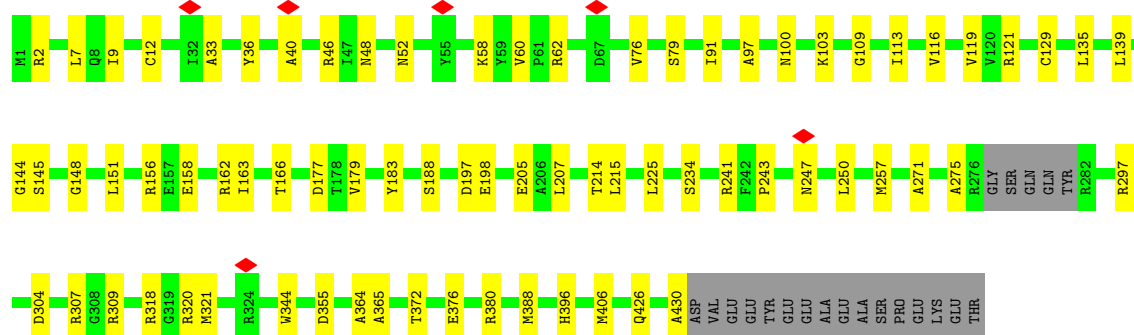 M1 R2 L7 Q8 I9 C12 I32 A33 Y36 A40 R46 I47 N48 N52 Y55 K58 Y59 V60 P61 R62 D67 V76 S79 I91 A97 N100 K103 G109 I113 V116 V119 V120 R121 C129 L135 L139
G144 S145 G148 L151 R156 E157 E158 R162 I163 T166 D177 T178 V179 Y183 S188 D197 E198 E205 A206 L207 T214 L215 L225 S234 R241 F242 P243 N247 L250 M257 A271 A275 R276 GLY SER GLN GLN TYR R282 R297
D304 R307 G308 R309 R318 G319 R320 M321 R324 W344 D355 A364 A365 T372 E376 R380 M388 H396 M406 Q426 A430 ASP VAL GLU GLU TYR GLU GLU ALA GLU ALA SER PRO GLU LYS GLU THR